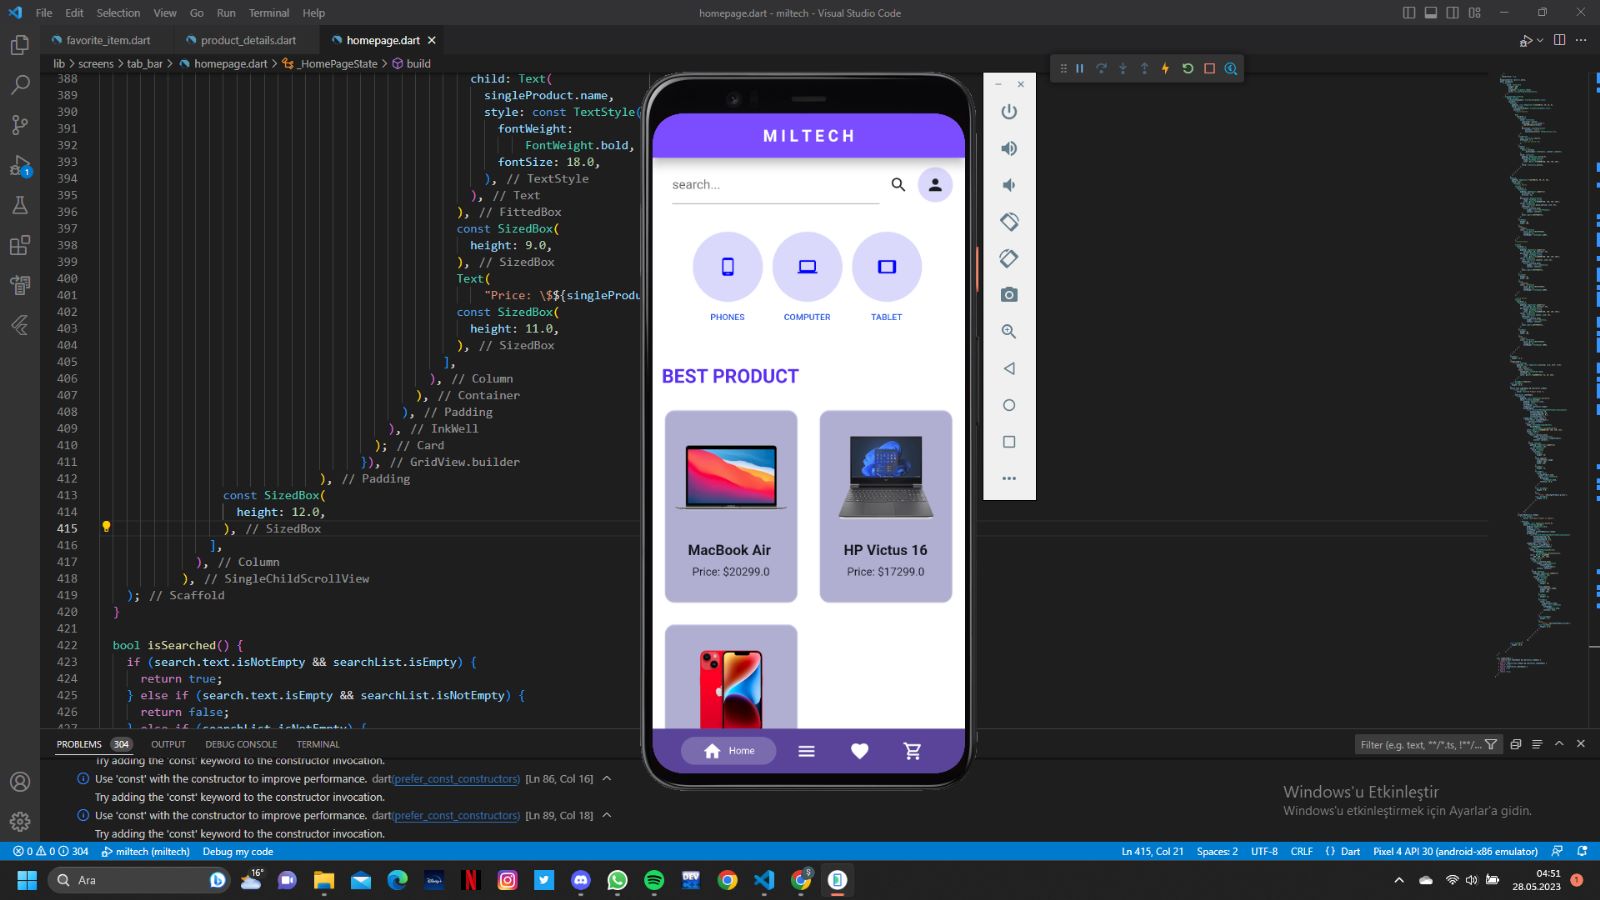 File Edit Selection View Go Run Terminal Help
homepage.dart - miltech - Visual Studio Code
favorite_item.dart product_details.dart homepage.dart
lib > screens > tab_bar > homepage.dart > _HomePageState > build
388 child: Text(
389 singleProduct.name,
390 style: const TextStyle(
391 fontWeight:
392 FontWeight.bold,
393 fontSize: 18.0,
394 ), // TextStyle
395 ), // Text
396 ), // FittedBox
397 const SizedBox(
398 height: 9.0,
399 ), // SizedBox
400 Text(
401 "Price: \$${singleProdu
402 const SizedBox(
403 height: 11.0,
404 ), // SizedBox
405 ],
406 ), // Column
407 ), // Container
408 ), // Padding
409 ), // InkWell
410 ); // Card
411 }), // GridView.builder
412 ), // Padding
413 const SizedBox(
414 height: 12.0,
415 ), // SizedBox
416 ],
417 ), // Column
418 ), // SingleChildScrollView
419 ); // Scaffold
420 }
421
422 bool isSearched() {
423 if (search.text.isNotEmpty && searchList.isEmpty) {
424 return true;
425 } else if (search.text.isEmpty && searchList.isNotEmpty) {
426 return false;
427 } else if (searchList.isNotEmpty) {
MILTECH
search...
PHONES COMPUTER TABLET
BEST PRODUCT
MacBook Air
Price: $20299.0
HP Victus 16
Price: $17299.0
Home
PROBLEMS 304 OUTPUT DEBUG CONSOLE TERMINAL
Filter (e.g. text, **/*.ts, !**/...
Try adding the 'const' keyword to the constructor invocation.
Use 'const' with the constructor to improve performance. dart(prefer_const_constructors) [Ln 86, Col 16]
Try adding the 'const' keyword to the constructor invocation.
Use 'const' with the constructor to improve performance. dart(prefer_const_constructors) [Ln 89, Col 18]
Try adding the 'const' keyword to the constructor invocation.
Windows'u Etkinleştir
Windows'u etkinleştirmek için Ayarlar'a gidin.
0 0 304 miltech (miltech) Debug my code
Ln 415, Col 21 Spaces: 2 UTF-8 CRLF {} Dart Pixel 4 API 30 (android-x86 emulator)
Ara
16°
04:51
28.05.2023
1